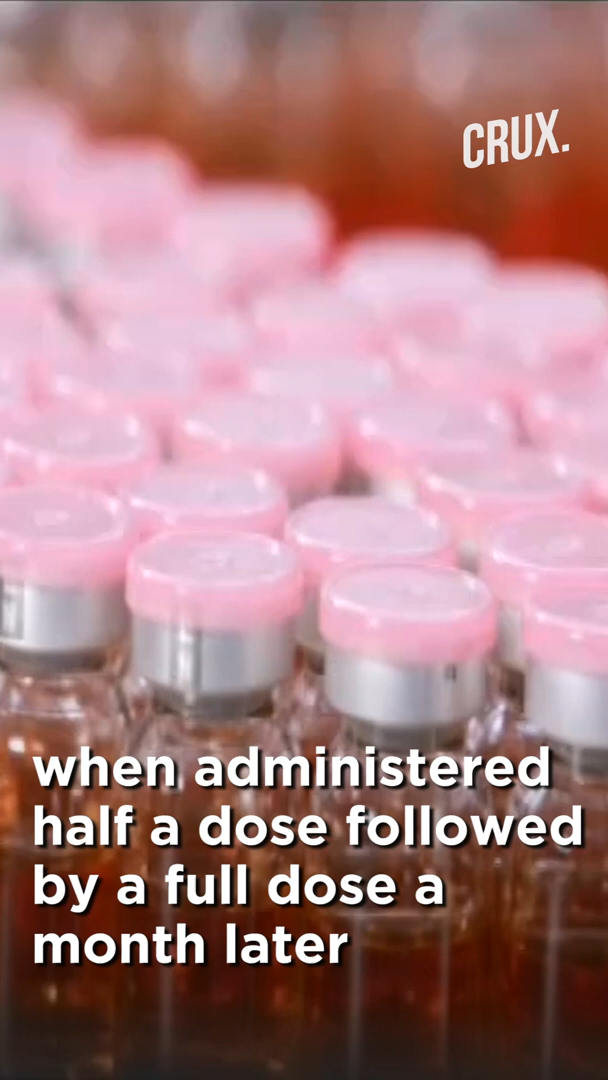 CRUX.
when administered
half a dose followed
by a full dose a
month later